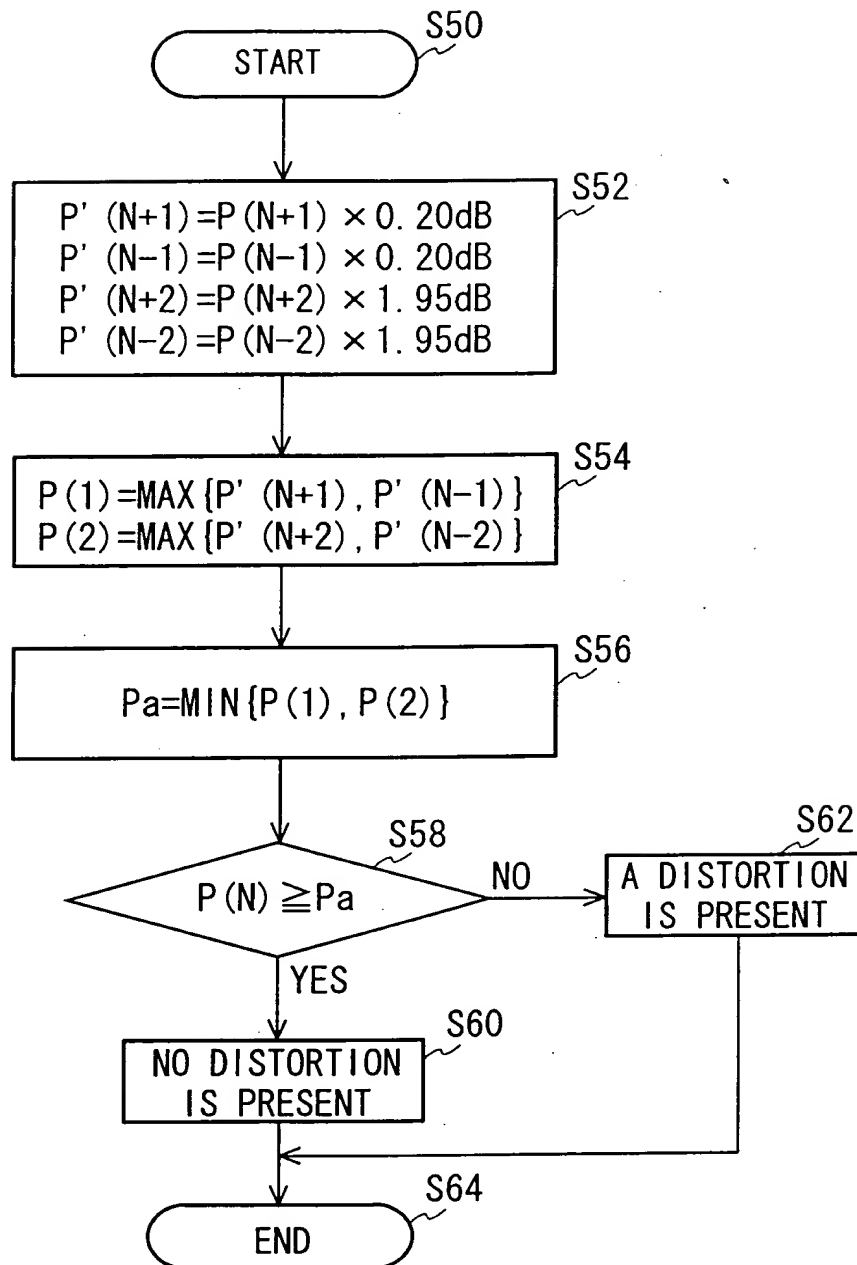 S50
START
S52
P' (N+1)=P(N+1) × 0.20dB
P' (N-1)=P(N-1) × 0.20dB
P' (N+2)=P(N+2) × 1.95dB
P' (N-2)=P(N-2) × 1.95dB
S54
P(1)=MAX{P' (N+1), P' (N-1)}
P(2)=MAX{P' (N+2), P' (N-2)}
S56
Pa=MIN{P(1), P(2)}
S58
P(N) ≧ Pa
NO
S62
A DISTORTION
IS PRESENT
YES
S60
NO DISTORTION
IS PRESENT
S64
END